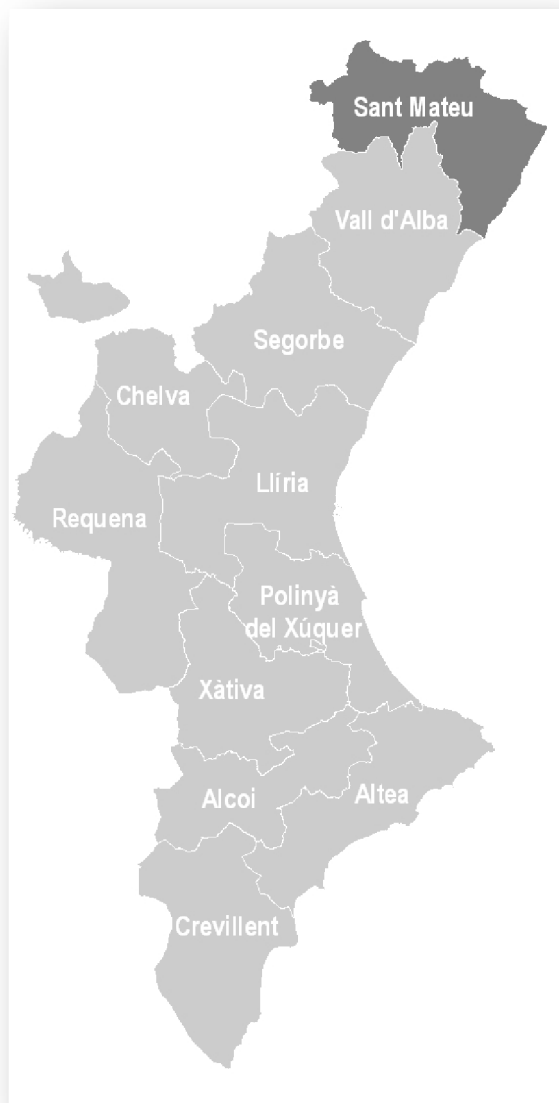 Sant Mateu
Vall d'Alba
Segorbe
Chelva
Llíria
Requena
Polinyà
del Xúquer
Xàtiva
Alcoi
Altea
Crevillent